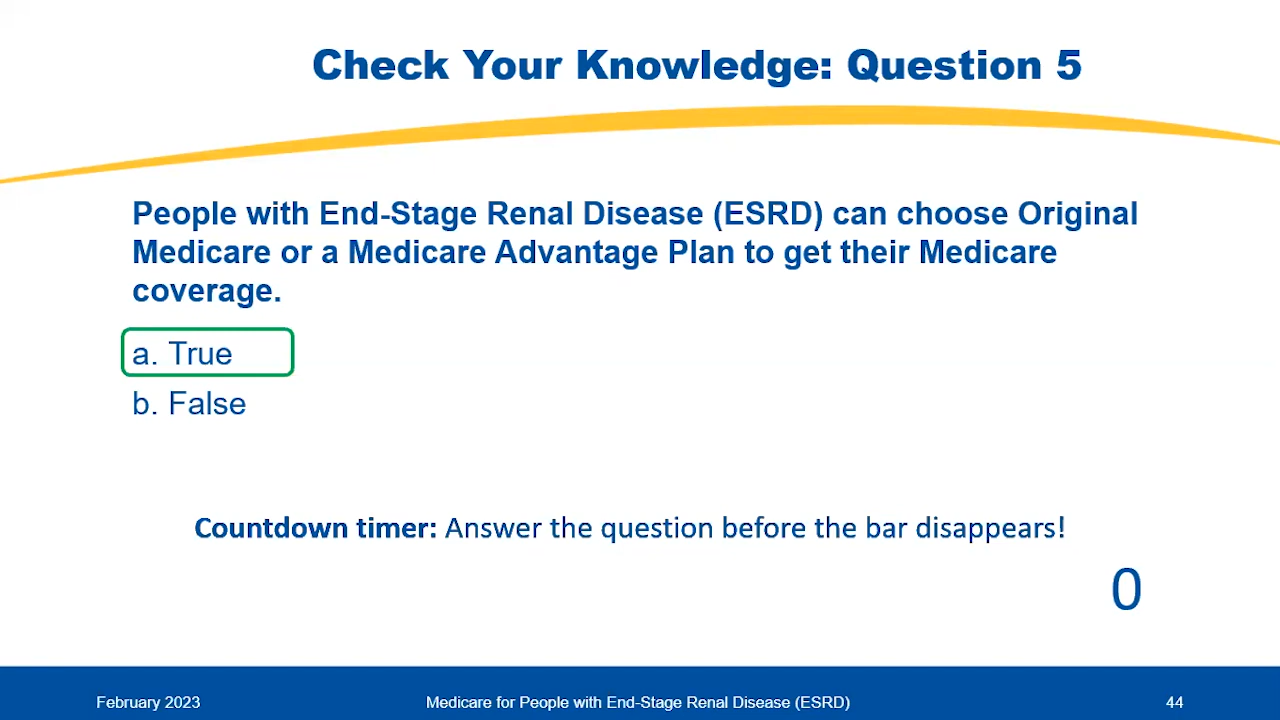 Check Your Knowledge: Question 5
People with End-Stage Renal Disease (ESRD) can choose Original
Medicare or a Medicare Advantage Plan to get their Medicare
coverage.
a. True
b. False
Countdown timer: Answer the question before the bar disappears!
0
February 2023
Medicare for People with End-Stage Renal Disease (ESRD)
44